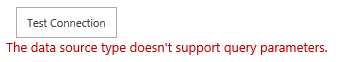 Test Connection
The data source type doesn't support query parameters.